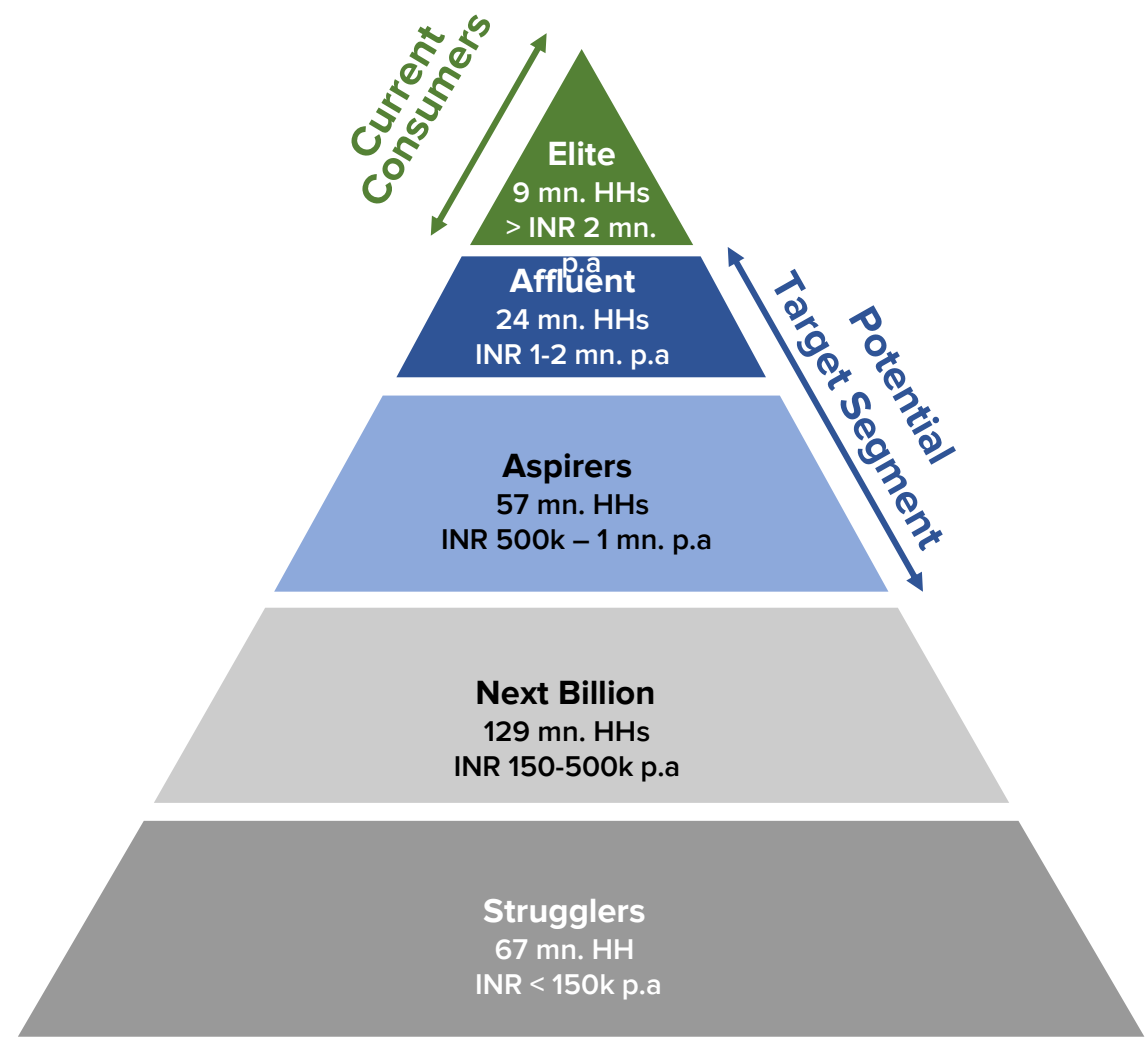 Current
Consumers
Elite
9 mn. HHs
> INR 2 mn.
p.a
Affluent
24 mn. HHs
INR 1-2 mn. p.a
Potential
Target Segment
Aspirers
57 mn. HHs
INR 500k – 1 mn. p.a
Next Billion
129 mn. HHs
INR 150-500k p.a
Strugglers
67 mn. HH
INR < 150k p.a